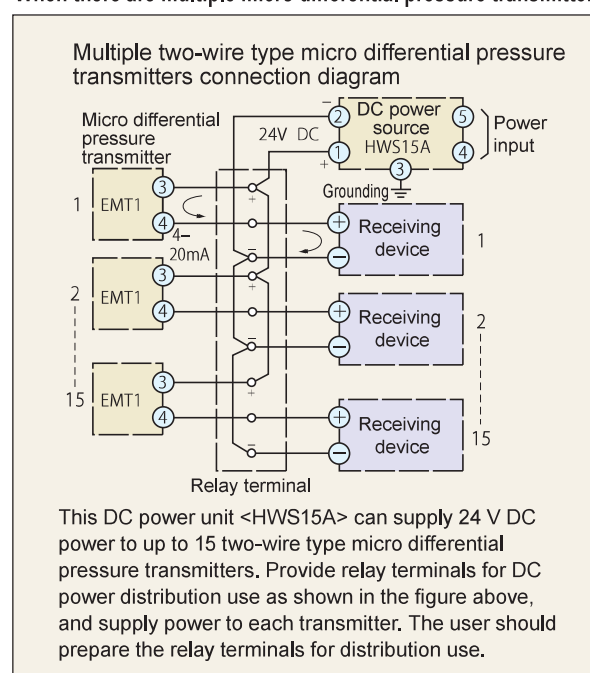 When there are multiple micro differential pressure transmitter
Multiple two-wire type micro differential pressure
transmitters connection diagram
Micro differential
pressure
transmitter
24V DC
−
2
1
+
DC power
source
HWS15A
3
5
4
Power
input
Grounding
1
EMT1
3
4
4–
20mA
+
−
+
−
Receiving
device
1
2
EMT1
3
4
+
−
+
−
Receiving
device
2
15
EMT1
3
4
+
−
+
−
Receiving
device
15
Relay terminal
This DC power unit <HWS15A> can supply 24 V DC
power to up to 15 two-wire type micro differential
pressure transmitters. Provide relay terminals for DC
power distribution use as shown in the figure above,
and supply power to each transmitter. The user should
prepare the relay terminals for distribution use.